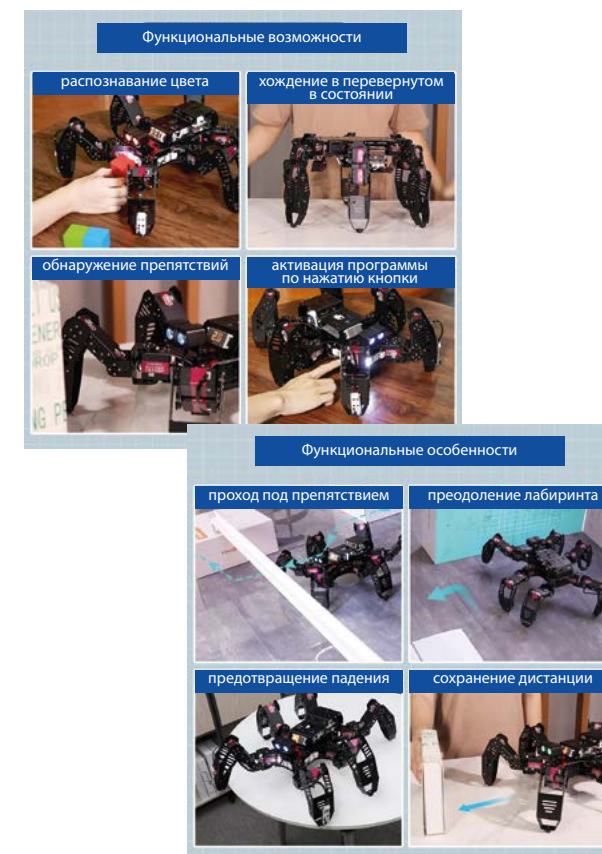 Функциональные возможности
распознавание цвета
хождение в перевернутом
в состоянии
обнаружение препятствий
активация программы
по нажатию кнопки
Функциональные особенности
проход под препятствием
преодоление лабиринта
предотвращение падения
сохранение дистанции